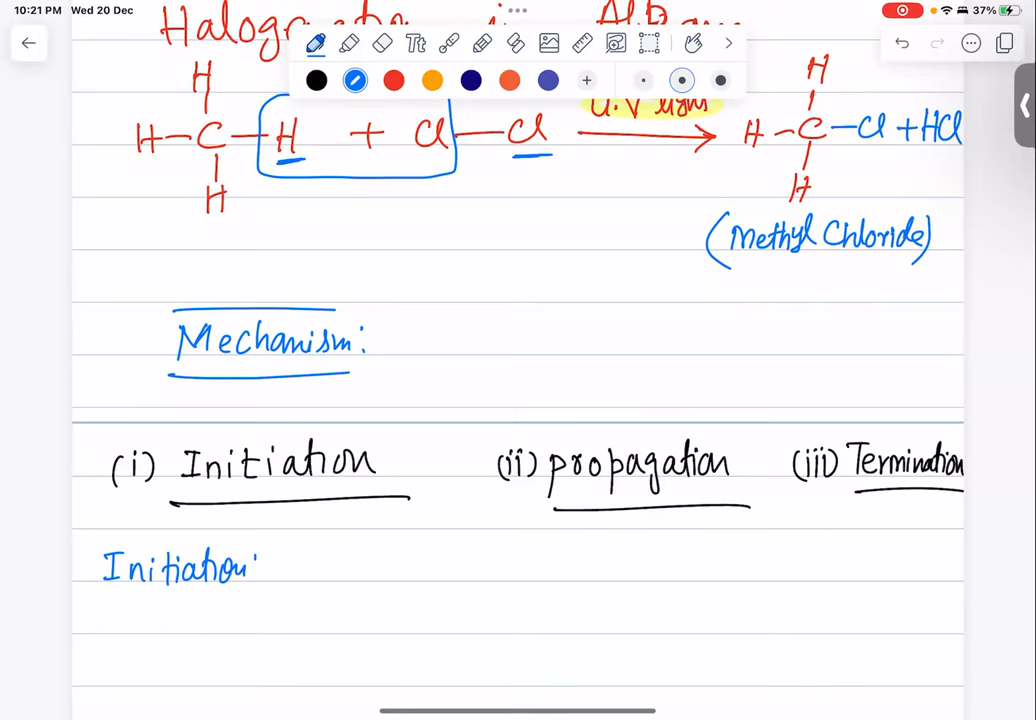 10:21 PM Wed 20 Dec
37%
Tt
H H
H-C-H + Cl-Cl → H-C-Cl + HCl
H H
(Methyl Chloride)
Mechanism:
(i) Initiation (ii) propagation (iii) Termination
Initiation: